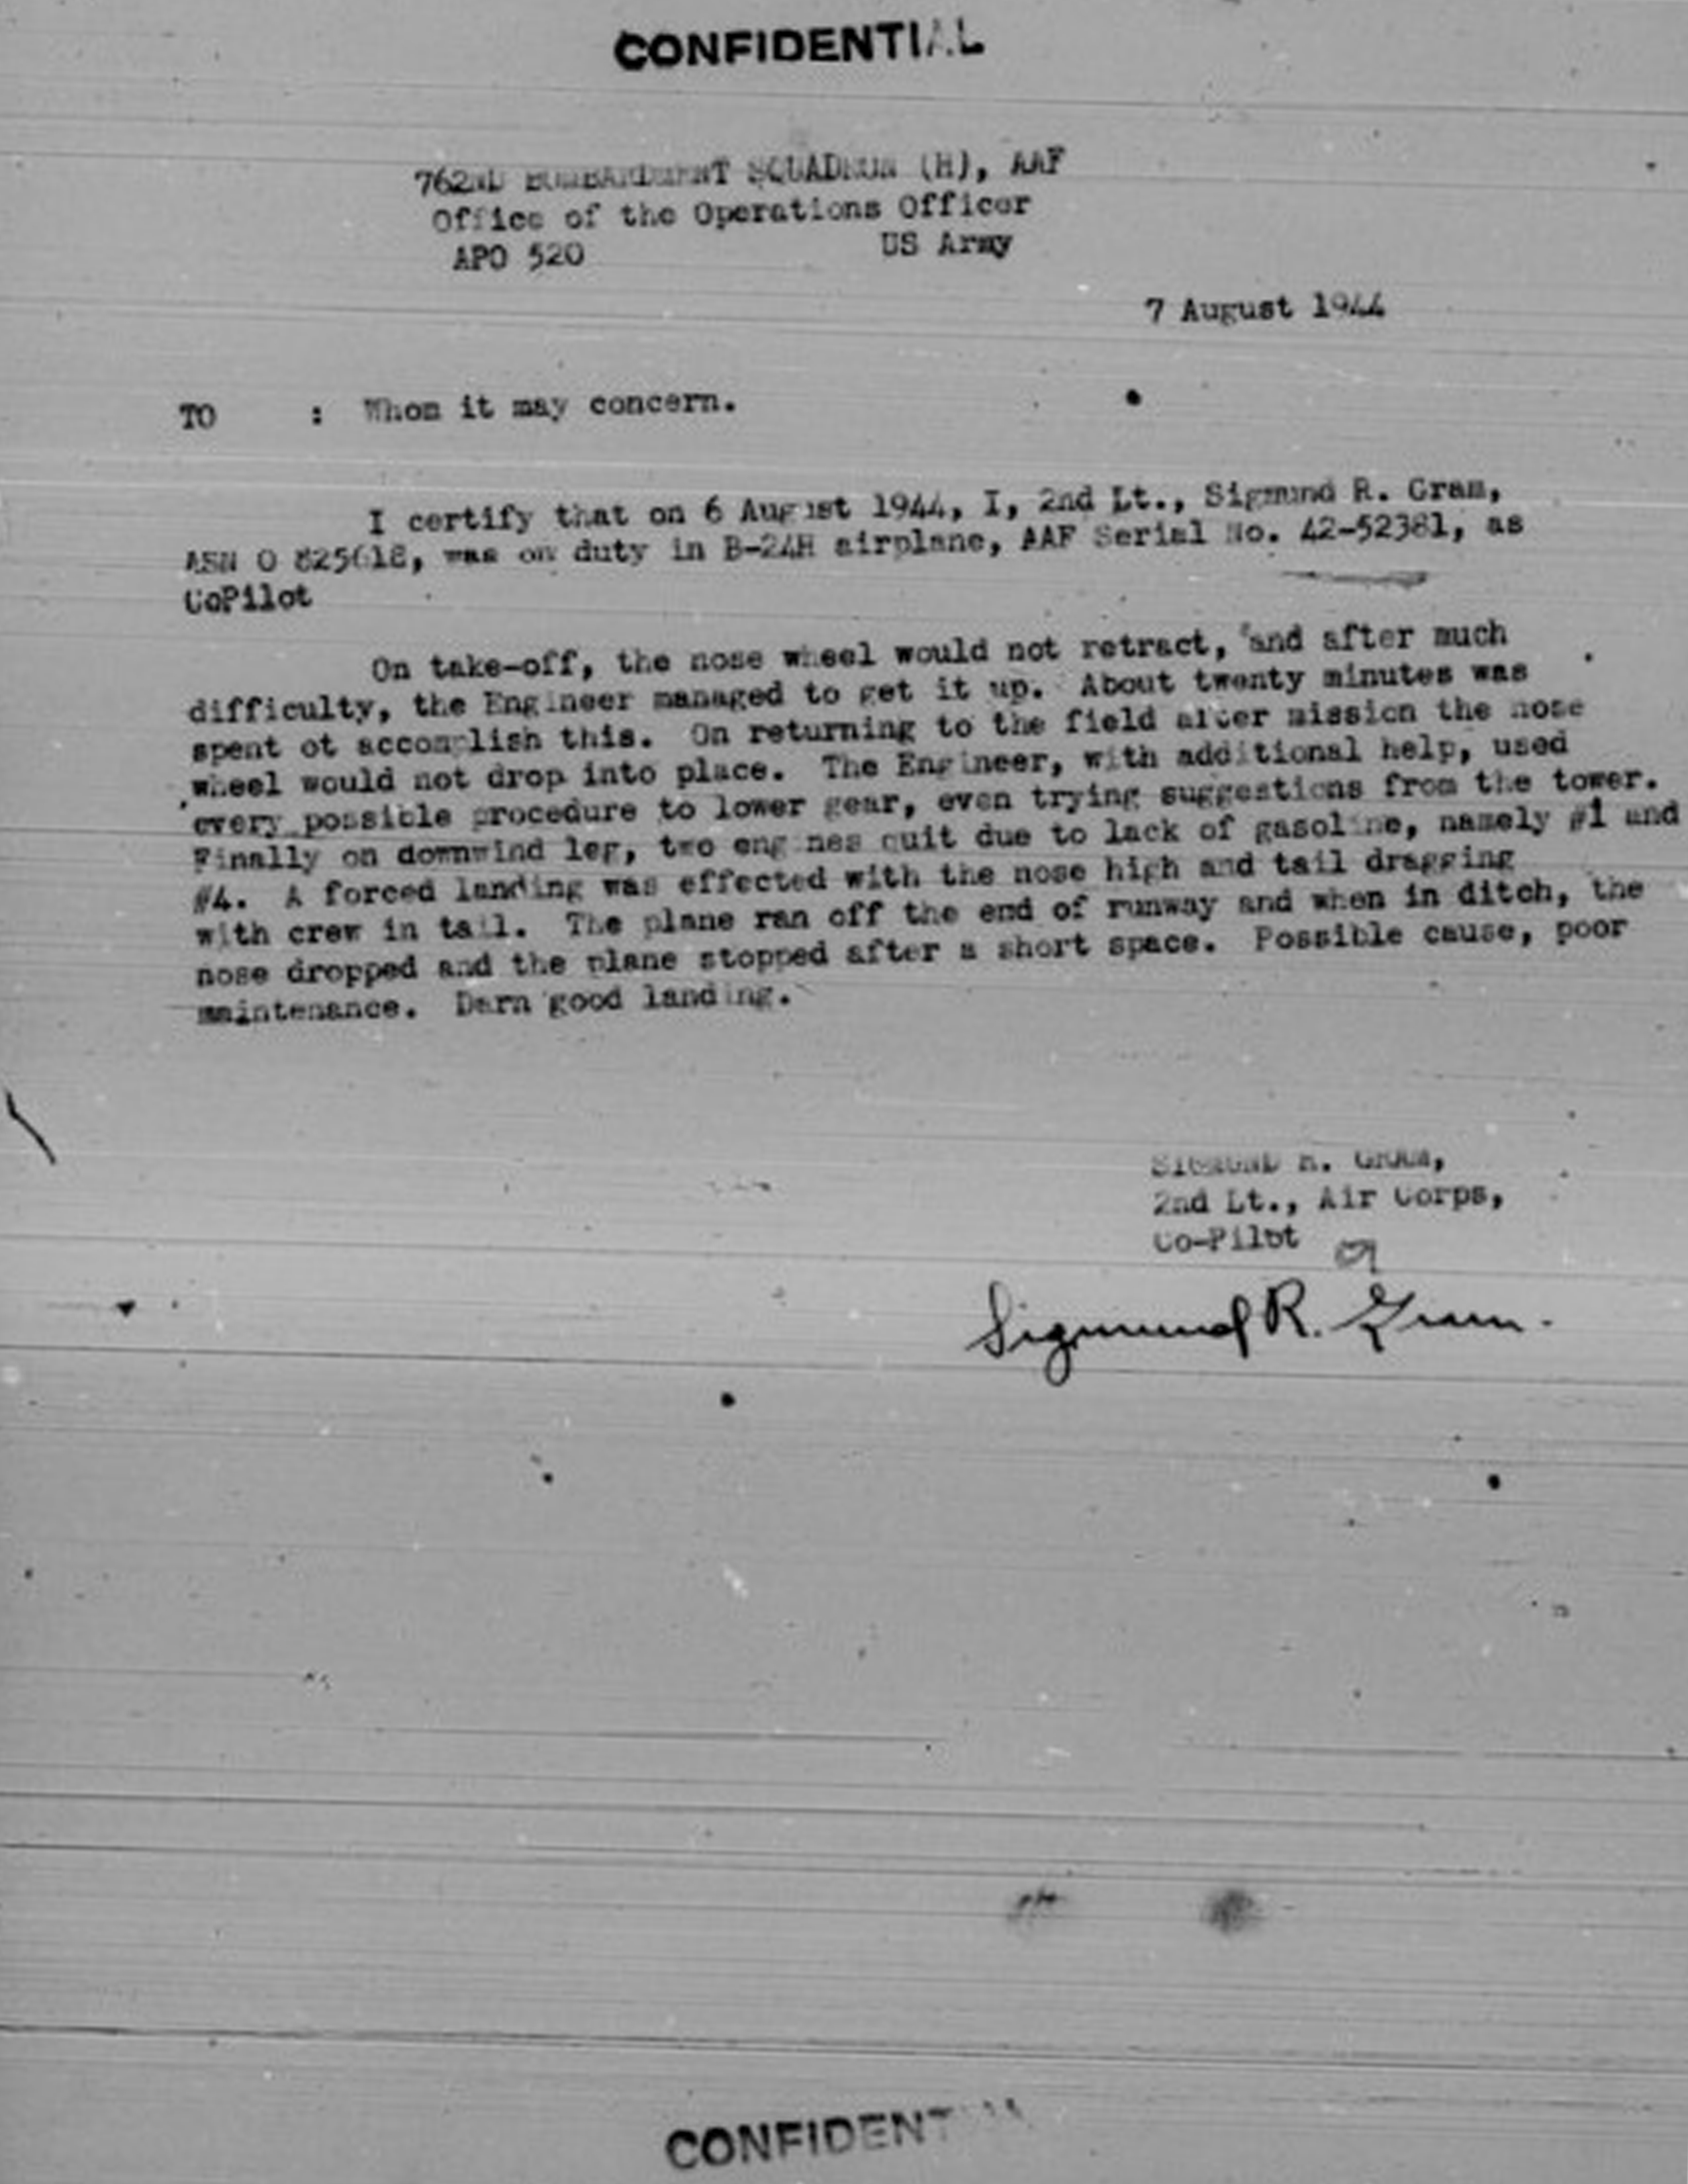 CONFIDENTIAL
762ND BOMBARDMENT SQUADRON (H), AAF
Office of the Operations Officer
APO 520 US Army
7 August 1944
TO : Whom it may concern.
I certify that on 6 August 1944, I, 2nd Lt., Sigmund R. Gram,
ASN O 825618, was on duty in B-24H airplane, AAF Serial No. 42-52381, as
CoPilot
On take-off, the nose wheel would not retract, and after much
difficulty, the Engineer managed to get it up. About twenty minutes was
spent ot accomplish this. On returning to the field after mission the nose
wheel would not drop into place. The Engineer, with additional help, used
every possible procedure to lower gear, even trying suggestions from the tower.
Finally on downwind leg, two engines quit due to lack of gasoline, namely #1 and
#4. A forced landing was effected with the nose high and tail dragging
with crew in tail. The plane ran off the end of runway and when in ditch, the
nose dropped and the plane stopped after a short space. Possible cause, poor
maintenance. Darn good landing.
SIGMUND R. GRAM,
2nd Lt., Air Corps,
Co-Pilot
Sigmund R. Gram.
CONFIDENTIAL